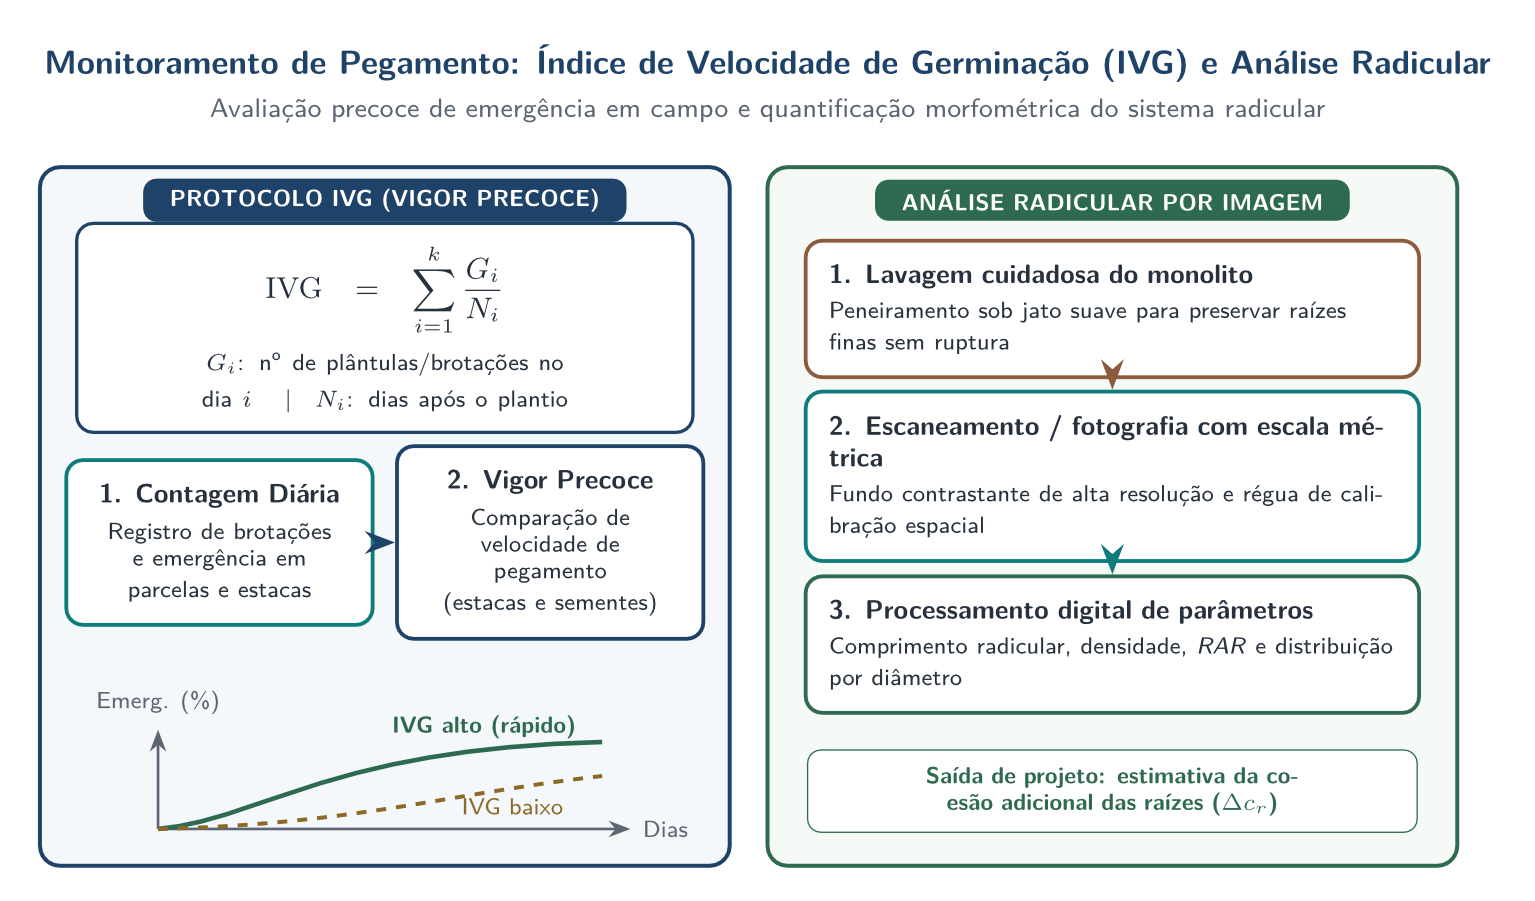 Monitoramento de Pegamento: Índice de Velocidade de Germinação (IVG) e Análise Radicular
Avaliação precoce de emergência em campo e quantificação morfométrica do sistema radicular
PROTOCOLO IVG (VIGOR PRECOCE)
IVG = \sum_{i=1}^{k} \frac{G_i}{N_i}
G_i: nº de plântulas/brotações no
dia i | N_i: dias após o plantio
1. Contagem Diária
Registro de brotações
e emergência em
parcelas e estacas
2. Vigor Precoce
Comparação de
velocidade de
pegamento
(estacas e sementes)
Emerg. (%)
IVG alto (rápido)
IVG baixo
Dias
ANÁLISE RADICULAR POR IMAGEM
1. Lavagem cuidadosa do monolito
Peneiramento sob jato suave para preservar raízes
finas sem ruptura
2. Escaneamento / fotografia com escala mé-
trica
Fundo contrastante de alta resolução e régua de cali-
bração espacial
3. Processamento digital de parâmetros
Comprimento radicular, densidade, RAR e distribuição
por diâmetro
Saída de projeto: estimativa da co-
esão adicional das raízes (Δc_r)